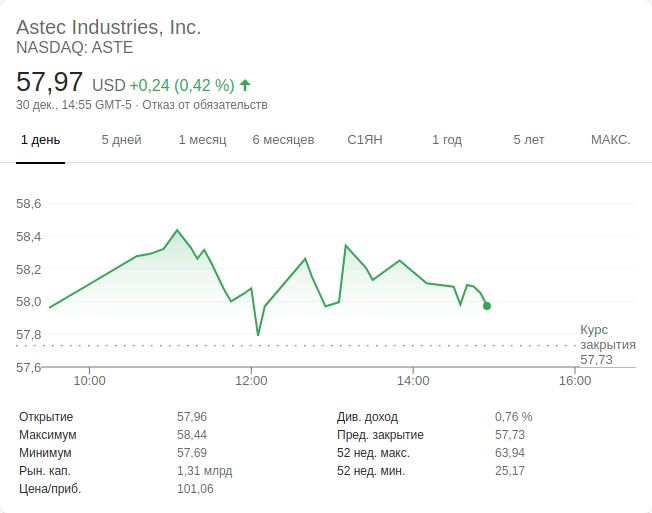 Astec Industries, Inc.
NASDAQ: ASTE
57,97 USD +0,24 (0,42 %)
30 дек., 14:55 GMT-5 · Отказ от обязательств
1 день 5 дней 1 месяц 6 месяцев С1ЯН 1 год 5 лет МАКС.
58,6
58,4
58,2
58,0
57,8
57,6
Курс
закрытия
57,73
10:00 12:00 14:00 16:00
Открытие 57,96
Максимум 58,44
Минимум 57,69
Рын. кап. 1,31 млрд
Цена/приб. 101,06
Див. доход 0,76 %
Пред. закрытие 57,73
52 нед. макс. 63,94
52 нед. мин. 25,17